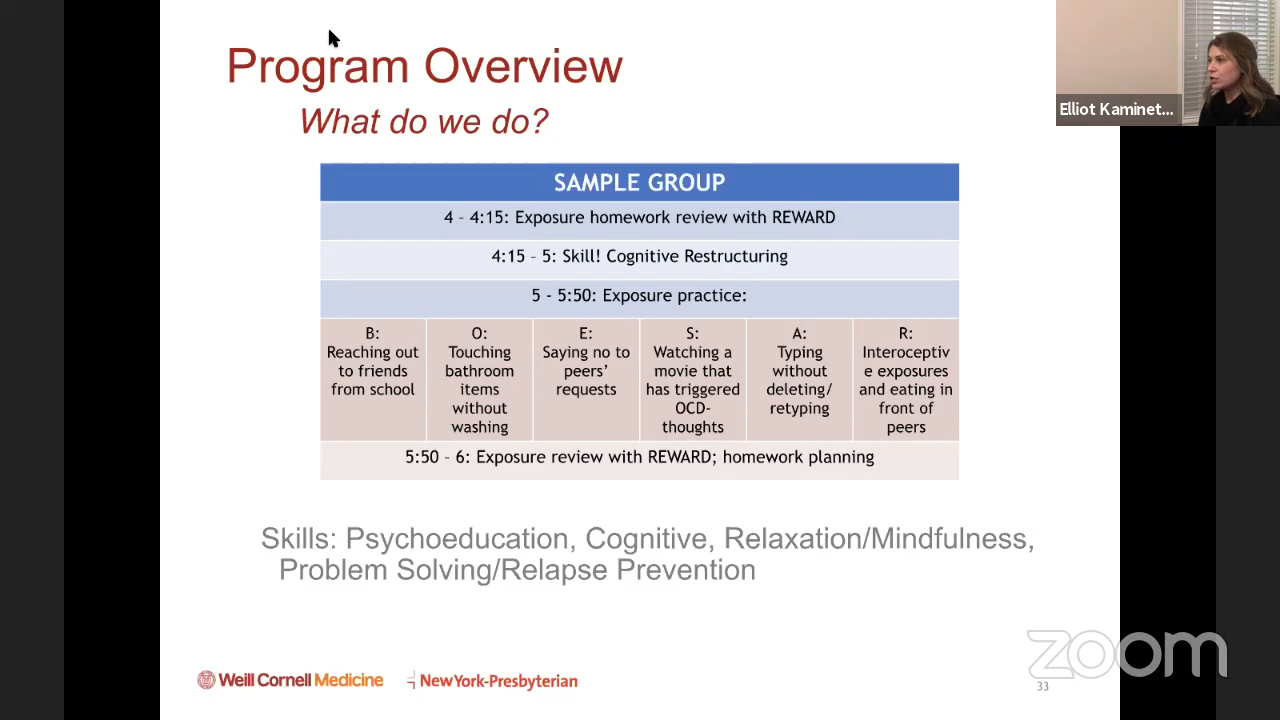 Program Overview
What do we do?
Elliot Kaminet...
SAMPLE GROUP
4 – 4:15: Exposure homework review with REWARD
4:15 – 5: Skill! Cognitive Restructuring
5 - 5:50: Exposure practice:
B:
Reaching out
to friends
from school
O:
Touching
bathroom
items
without
washing
E:
Saying no to
peers’
requests
S:
Watching a
movie that
has triggered
OCD-
thoughts
A:
Typing
without
deleting/
retyping
R:
Interoceptiv
e exposures
and eating in
front of
peers
5:50 – 6: Exposure review with REWARD; homework planning
Skills: Psychoeducation, Cognitive, Relaxation/Mindfulness,
Problem Solving/Relapse Prevention
Weill Cornell Medicine
NewYork-Presbyterian
zoom
33